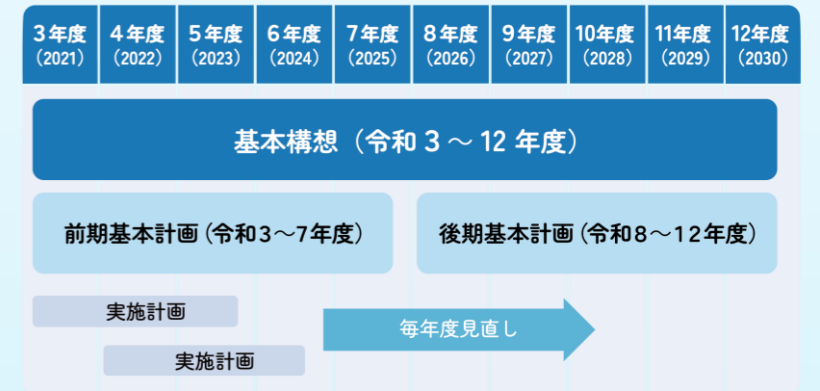 3年度 4年度 5年度 6年度 7年度 8年度 9年度 10年度 11年度 12年度
(2021) (2022) (2023) (2024) (2025) (2026) (2027) (2028) (2029) (2030)
基本構想（令和3～12年度）
前期基本計画（令和3～7年度） 後期基本計画（令和8～12年度）
実施計画
毎年度見直し
実施計画